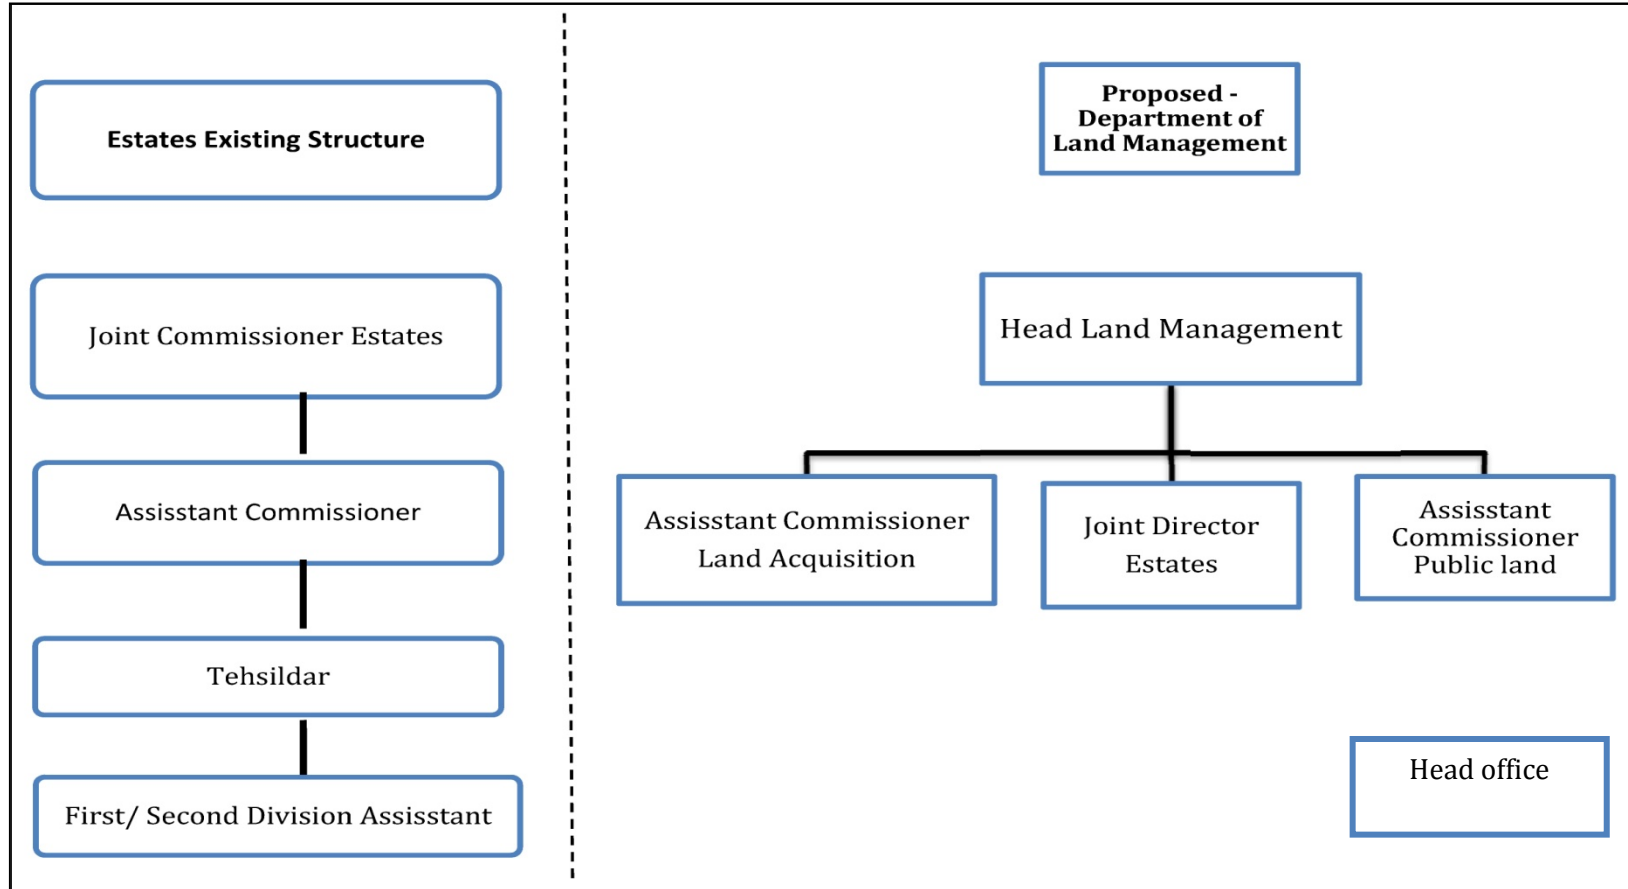 Estates Existing Structure
Joint Commissioner Estates
Assisstant Commissioner
Tehsildar
First/ Second Division Assisstant
Proposed -
Department of
Land Management
Head Land Management
Assisstant Commissioner
Land Acquisition
Joint Director
Estates
Assisstant
Commissioner
Public land
Head office